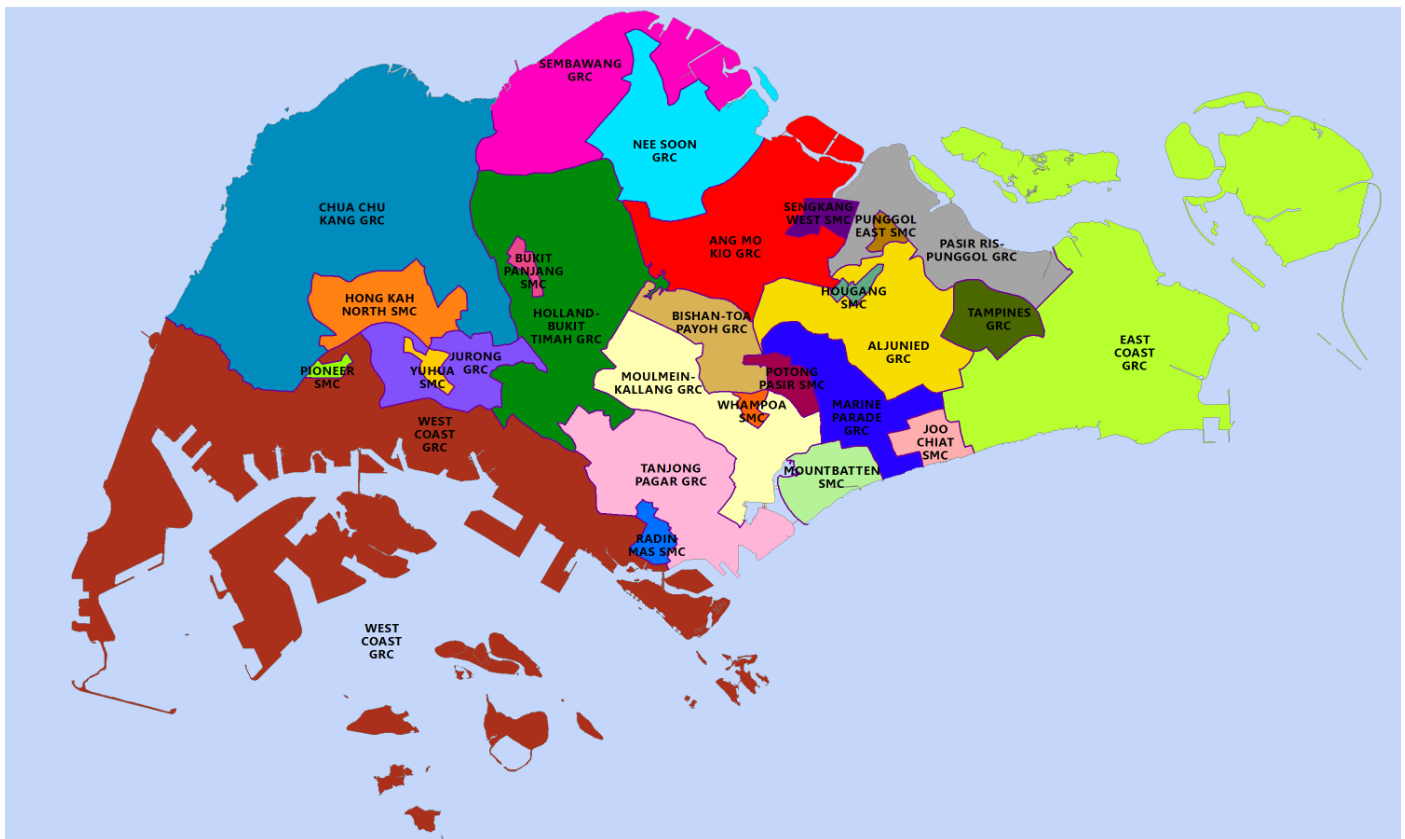 SEMBAWANG
GRC
NEE SOON
GRC
CHUA CHU
KANG GRC
SENGKANG
WEST SMC
PUNGGOL
EAST SMC
ANG MO
KIO GRC
PASIR RIS-
PUNGGOL GRC
BUKIT
PANJANG
SMC
HOUGANG
SMC
HONG KAH
NORTH SMC
HOLLAND-
BUKIT
TIMAH GRC
BISHAN-TOA
PAYOH GRC
TAMPINES
GRC
ALJUNIED
GRC
EAST
COAST
GRC
JURONG
GRC
PIONEER
SMC
YUHUA
SMC
MOULMEIN-
KALLANG GRC
POTONG
PASIR SMC
WHAMPOA
SMC
MARINE
PARADE
GRC
WEST
COAST
GRC
JOO
CHIAT
SMC
TANJONG
PAGAR GRC
MOUNTBATTEN
SMC
RADIN
MAS SMC
WEST
COAST
GRC